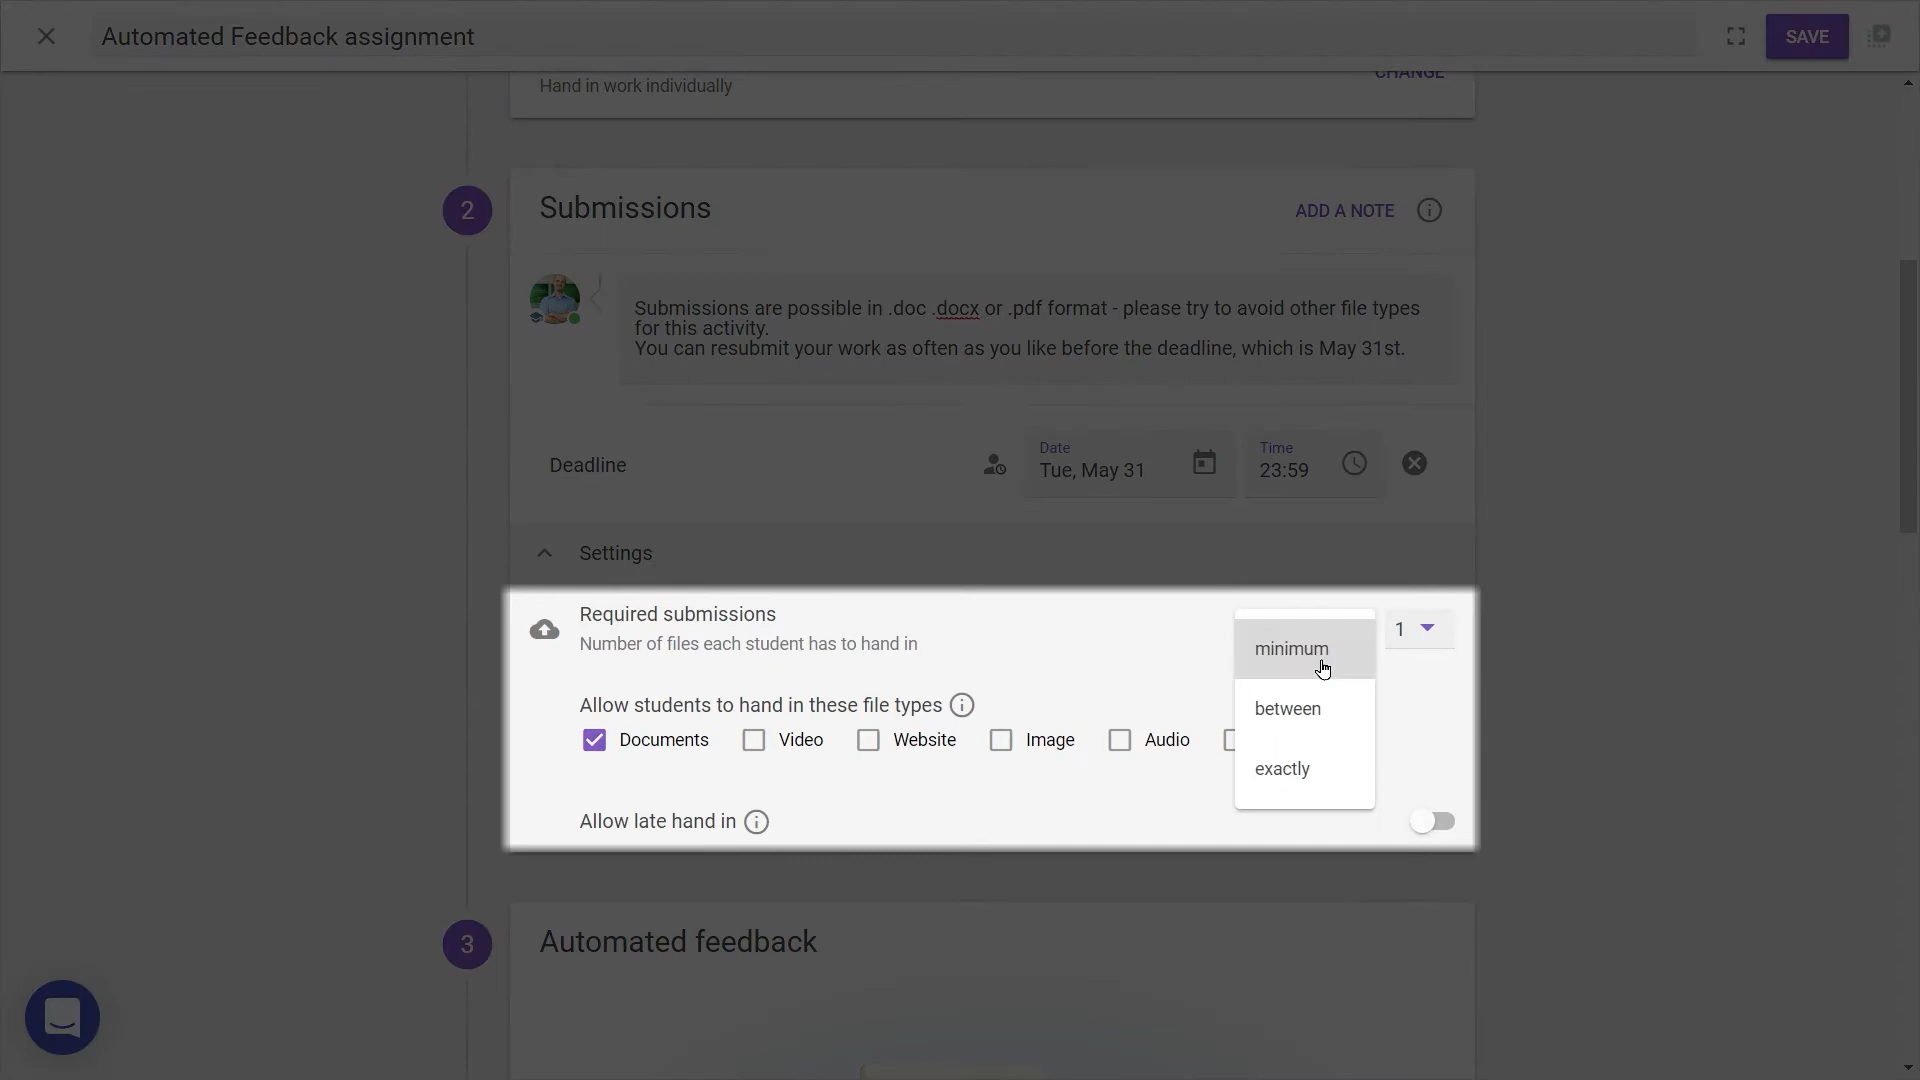 Automated Feedback assignment
SAVE
Hand in work individually
CHANGE
2
Submissions
ADD A NOTE
Submissions are possible in .doc .docx or .pdf format - please try to avoid other file types
for this activity.
You can resubmit your work as often as you like before the deadline, which is May 31st.
Deadline
Date
Tue, May 31
Time
23:59
Settings
Required submissions
Number of files each student has to hand in
minimum
1
between
exactly
Allow students to hand in these file types
Documents
Video
Website
Image
Audio
Allow late hand in
3
Automated feedback